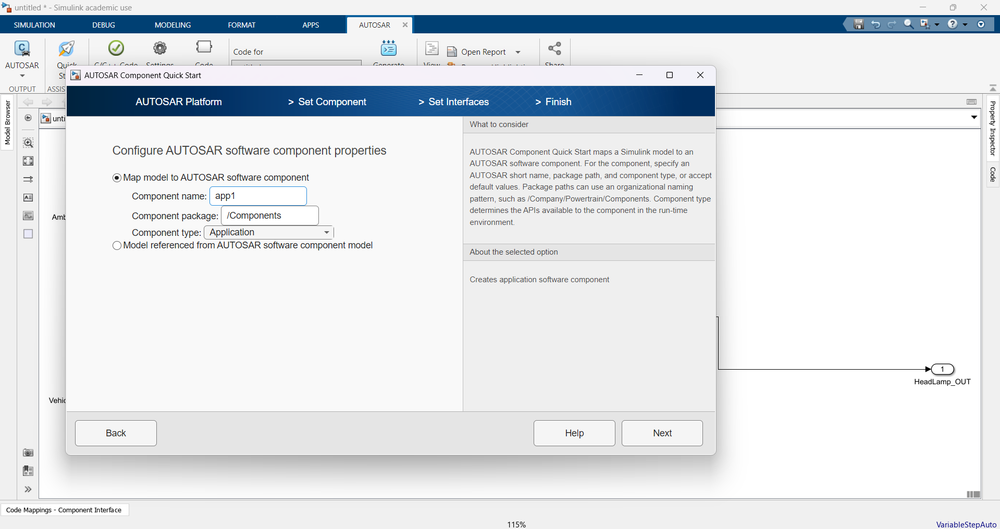 untitled * - Simulink academic use
SIMULATION DEBUG MODELING FORMAT APPS AUTOSAR
AUTOSAR
Quick
Code for
Open Report
OUTPUT
AUTOSAR Component Quick Start
AUTOSAR Platform > Set Component > Set Interfaces > Finish
Model Browser
Property Inspector
Code
What to consider
Configure AUTOSAR software component properties
Map model to AUTOSAR software component
Component name: app1
Component package: /Components
Component type: Application
Model referenced from AUTOSAR software component model
AUTOSAR Component Quick Start maps a Simulink model to an
AUTOSAR software component. For the component, specify an
AUTOSAR short name, package path, and component type, or accept
default values. Package paths can use an organizational naming
pattern, such as /Company/Powertrain/Components. Component type
determines the APIs available to the component in the run-time
environment.
About the selected option
Creates application software component
1
HeadLamp_OUT
Back Help Next
Code Mappings - Component Interface
115%
VariableStepAuto